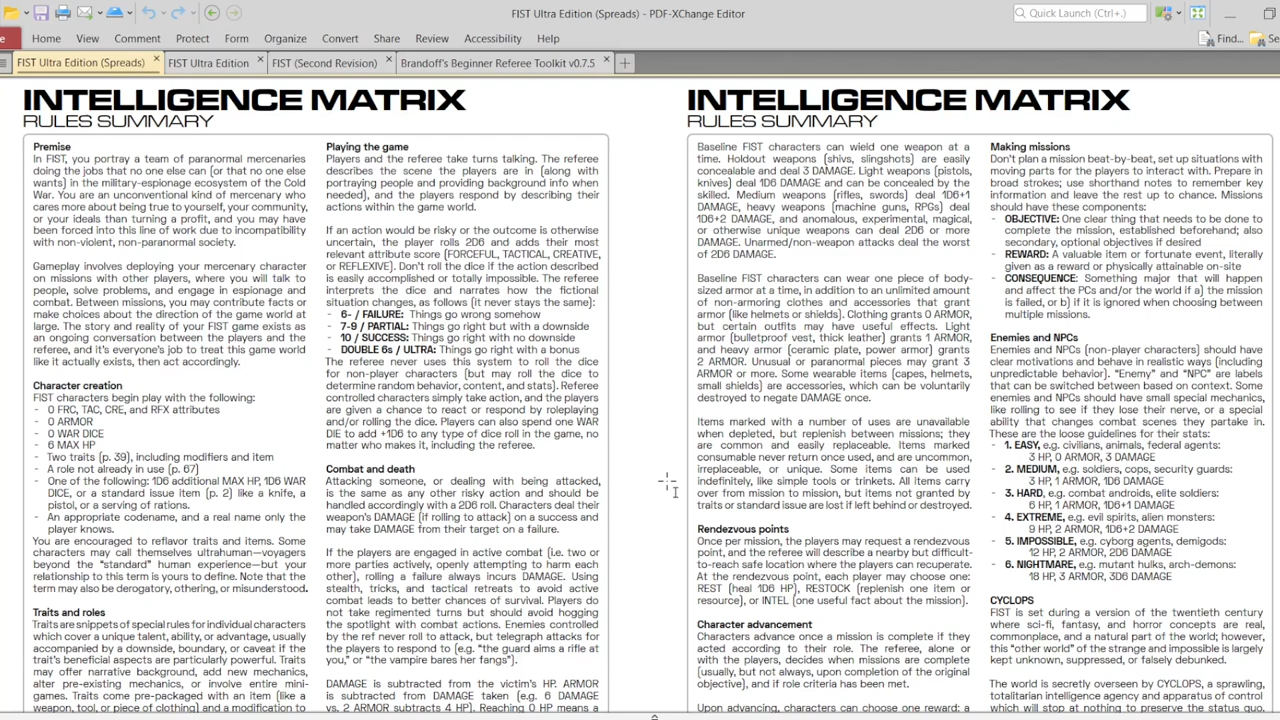 FIST Ultra Edition (Spreads) - PDF-XChange Editor
Quick Launch (Ctrl+.)
Home View Comment Protect Form Organize Convert Share Review Accessibility Help
Find...
FIST Ultra Edition (Spreads) FIST Ultra Edition FIST (Second Revision) Brandoff's Beginner Referee Toolkit v0.7.5
INTELLIGENCE MATRIX
RULES SUMMARY
Premise
In FIST, you portray a team of paranormal mercenaries
doing the jobs that no one else can (or that no one else
wants) in the military-espionage ecosystem of the Cold
War. You are an unconventional kind of mercenary who
cares more about being true to yourself, your community,
or your ideals than turning a profit, and you may have
been forced into this line of work due to incompatibility
with non-violent, non-paranormal society.
Gameplay involves deploying your mercenary character
on missions with other players, where you will talk to
people, solve problems, and engage in espionage and
combat. Between missions, you may contribute facts or
make choices about the direction of the game world at
large. The story and reality of your FIST game exists as
an ongoing conversation between the players and the
referee, and it's everyone's job to treat this game world
like it actually exists, then act accordingly.
Character creation
FIST characters begin play with the following:
- 0 FRC, TAC, CRE, and RFX attributes
- 0 ARMOR
- 0 WAR DICE
- 6 MAX HP
- Two traits (p. 39), including modifiers and items
- A role not already in use (p. 67)
- One of the following: 1D6 additional MAX HP, 1D6 WAR
DICE, or a standard issue item (p. 2) like a knife, a
pistol, or a serving of rations.
- An appropriate codename, and a real name only the
player knows.
You are encouraged to reflavor traits and items. Some
characters may call themselves ultrahuman—voyagers
beyond the "standard" human experience—but your
relationship to this term is yours to define. Note that the
term may also be derogatory, othering, or misunderstood.
Traits and roles
Traits are snippets of special rules for individual characters
which cover a unique talent, ability, or advantage, usually
accompanied by a downside, boundary, or caveat if the
trait's beneficial aspects are particularly powerful. Traits
may offer narrative background, add new mechanics,
alter pre-existing mechanics, or involve entire mini-
games. Traits come pre-packaged with an item (like a
weapon, tool, or piece of clothing) and a modification to
Playing the game
Players and the referee take turns talking. The referee
describes the scene the players are in (along with
portraying people and providing background info when
needed), and the players respond by describing their
actions within the game world.
If an action would be risky or the outcome is otherwise
uncertain, the player rolls 2D6 and adds their most
relevant attribute score (FORCEFUL, TACTICAL, CREATIVE,
or REFLEXIVE). Don't roll the dice if the action described
is easily accomplished or totally impossible. The referee
interprets the dice and narrates how the fictional
situation changes, as follows (it never stays the same):
- 6- / FAILURE: Things go wrong somehow
- 7-9 / PARTIAL: Things go right but with a downside
- 10 / SUCCESS: Things go right with no downside
- DOUBLE 6s / ULTRA: Things go right with a bonus
The referee never uses this system to roll the dice
for non-player characters (but may roll the dice to
determine random behavior, content, and stats). Referee
controlled characters simply take action, and the players
are given a chance to react or respond by roleplaying
and/or rolling the dice. Players can also spend one WAR
DIE to add +1D6 to any type of dice roll in the game, no
matter who makes it, including the referee.
Combat and death
Attacking someone, or dealing with being attacked,
is the same as any other risky action and should be
handled accordingly with a 2D6 roll. Characters deal their
weapon's DAMAGE (if rolling to attack) on a success and
may take DAMAGE from their target on a failure.
If the players are engaged in active combat (i.e. two or
more parties actively, openly attempting to harm each
other), rolling a failure always incurs DAMAGE. Using
stealth, tricks, and tactical retreats to avoid active
combat leads to better chances of survival. Players do
not take regimented turns but should avoid hogging
the spotlight with combat actions. Enemies controlled
by the ref never roll to attack, but telegraph attacks for
the players to respond to (e.g. "the guard aims a rifle at
you," or "the vampire bares her fangs").
DAMAGE is subtracted from the victim's HP. ARMOR
is subtracted from DAMAGE taken (e.g. 6 DAMAGE
vs. 2 ARMOR subtracts 4 HP). Reaching 0 HP means a
INTELLIGENCE MATRIX
RULES SUMMARY
Baseline FIST characters can wield one weapon at a
time. Holdout weapons (shivs, slingshots) are easily
concealable and deal 3 DAMAGE. Light weapons (pistols,
knives) deal 1D6 DAMAGE and can be concealed by the
skilled. Medium weapons (rifles, swords) deal 1D6+1
DAMAGE, heavy weapons (machine guns, RPGs) deal
1D6+2 DAMAGE, and anomalous, experimental, magical,
or otherwise unique weapons can deal 2D6 or more
DAMAGE. Unarmed/non-weapon attacks deal the worst
of 2D6 DAMAGE.
Baseline FIST characters can wear one piece of body-
sized armor at a time, in addition to an unlimited amount
of non-armoring clothes and accessories that grant
armor (like helmets or shields). Clothing grants 0 ARMOR,
but certain outfits may have useful effects. Light
armor (bulletproof vest, thick leather) grants 1 ARMOR,
and heavy armor (ceramic plate, power armor) grants
2 ARMOR. Unusual or paranormal pieces may grant 3
ARMOR or more. Some wearable items (capes, helmets,
small shields) are accessories, which can be voluntarily
destroyed to negate DAMAGE once.
Items marked with a number of uses are unavailable
when depleted, but replenish between missions; they
are common and easily replaceable. Items marked
consumable never return once used, and are uncommon,
irreplaceable, or unique. Some items can be used
indefinitely, like simple tools or trinkets. All items carry
over from mission to mission, but items not granted by
traits or standard issue are lost if left behind or destroyed.
Rendezvous points
Once per mission, the players may request a rendezvous
point, and the referee will describe a nearby but difficult-
to-reach safe location where the players can recuperate.
At the rendezvous point, each player may choose one:
REST (heal 1D6 HP), RESTOCK (replenish one item or
resource), or INTEL (one useful fact about the mission).
Character advancement
Characters advance once a mission is complete if they
acted according to their role. The referee, alone or
with the players, decides when missions are complete
(usually, but not always, upon completion of the original
objective), and if role criteria has been met.
Upon advancing, characters can choose one reward: a
Making missions
Don't plan a mission beat-by-beat, set up situations with
moving parts for the players to interact with. Prepare in
broad strokes; use shorthand notes to remember key
information and leave the rest up to chance. Missions
should have these components:
- OBJECTIVE: One clear thing that needs to be done to
complete the mission, established beforehand; also
secondary, optional objectives if desired
- REWARD: A valuable item or fortunate event, literally
given as a reward or physically attainable on-site
- CONSEQUENCE: Something major that will happen
and affect the PCs and/or the world if a) the mission
is failed, or b) if it is ignored when choosing between
multiple missions.
Enemies and NPCs
Enemies and NPCs (non-player characters) should have
clear motivations and behave in realistic ways (including
unpredictable behavior). "Enemy" and "NPC" are labels
that can be switched between based on context. Some
enemies and NPCs should have small special mechanics,
like rolling to see if they lose their nerve, or a special
ability that changes combat scenes they partake in.
These are the loose guidelines for their stats:
- 1. EASY, e.g. civilians, animals, federal agents:
3 HP, 0 ARMOR, 3 DAMAGE
- 2. MEDIUM, e.g. soldiers, cops, security guards:
3 HP, 1 ARMOR, 1D6 DAMAGE
- 3. HARD, e.g. combat androids, elite soldiers:
6 HP, 1 ARMOR, 1D6+1 DAMAGE
- 4. EXTREME, e.g. evil spirits, alien monsters:
9 HP, 2 ARMOR, 1D6+2 DAMAGE
- 5. IMPOSSIBLE, e.g. cyborg agents, demigods:
12 HP, 2 ARMOR, 2D6 DAMAGE
- 6. NIGHTMARE, e.g. mutant hulks, arch-demons:
18 HP, 3 ARMOR, 3D6 DAMAGE
CYCLOPS
FIST is set during a version of the twentieth century
where sci-fi, fantasy, and horror concepts are real,
commonplace, and a natural part of the world; however,
this "other world" of the strange and impossible is largely
kept unknown, suppressed, or falsely debunked.
The world is secretly overseen by CYCLOPS, a sprawling,
totalitarian intelligence agency and apparatus of control
which will stop at nothing to preserve the status quo,